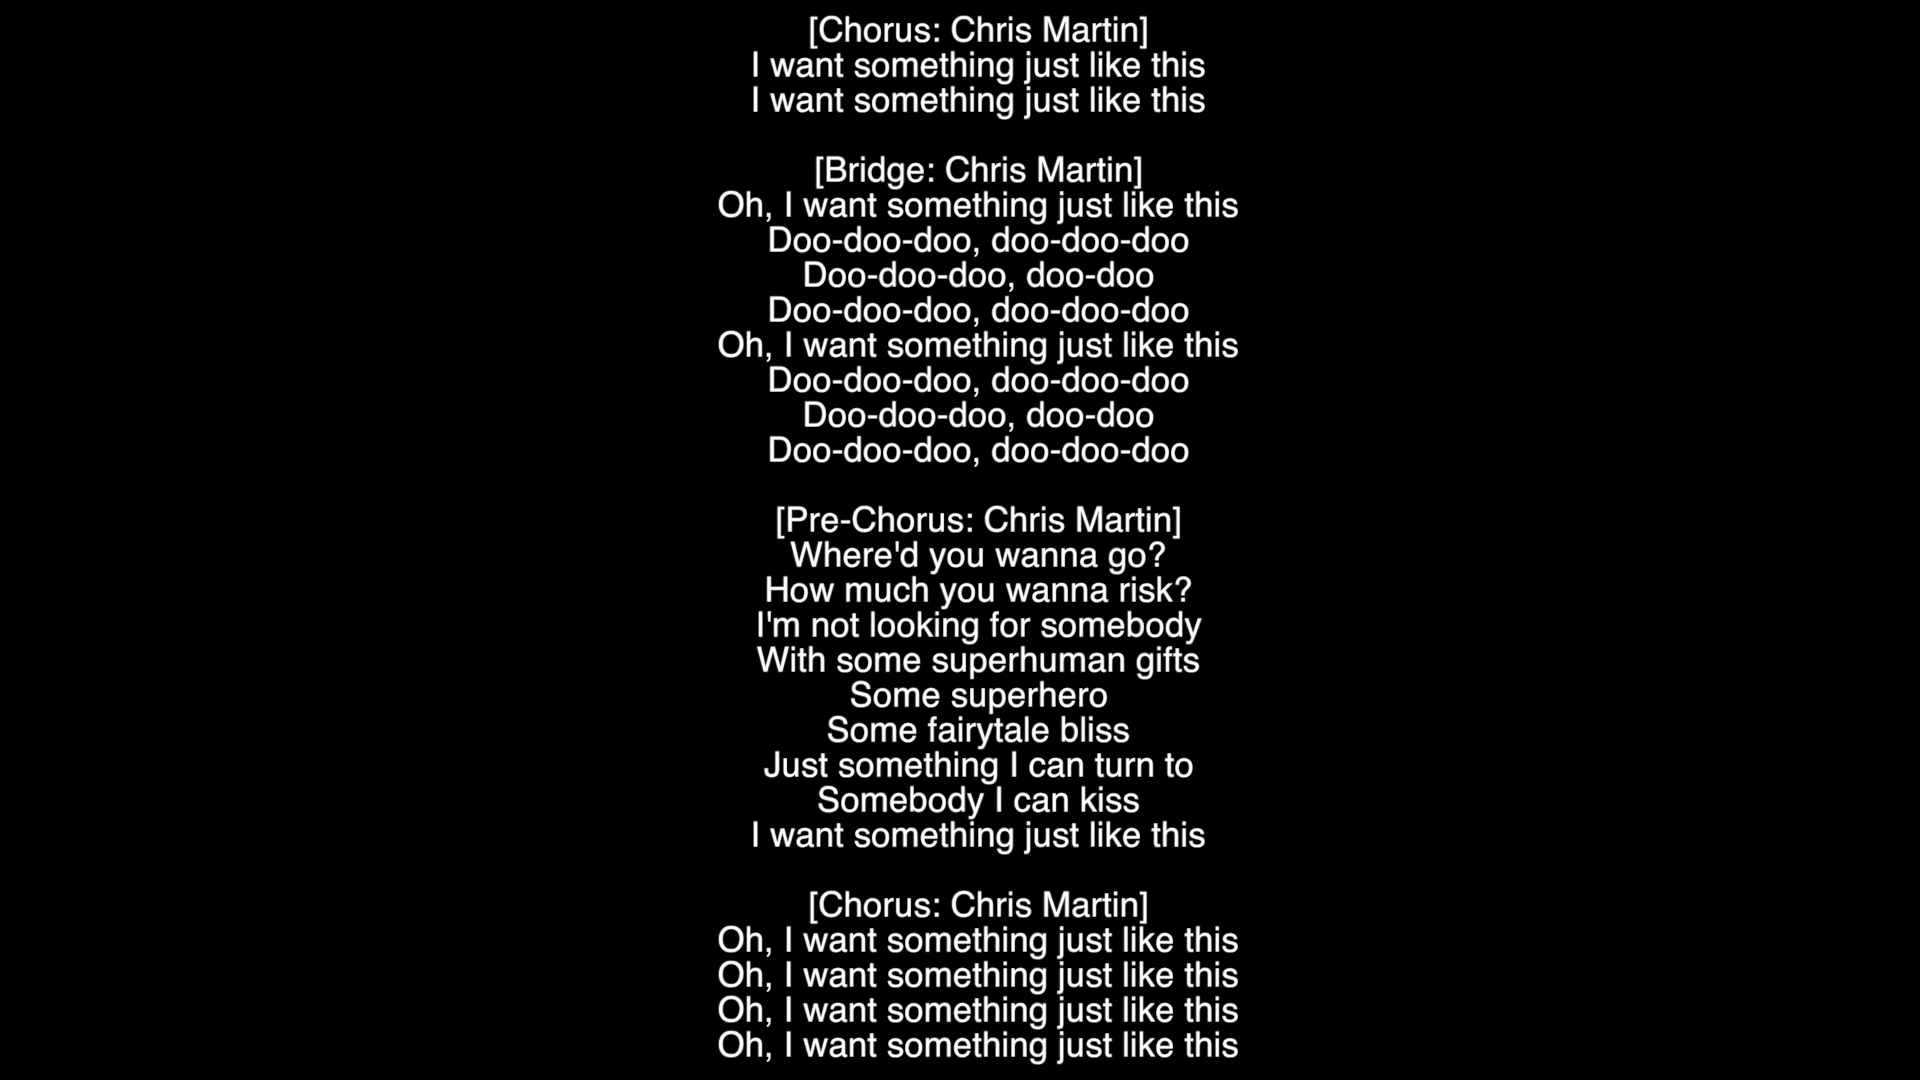 [Chorus: Chris Martin]
I want something just like this
I want something just like this

[Bridge: Chris Martin]
Oh, I want something just like this
Doo-doo-doo, doo-doo-doo
Doo-doo-doo, doo-doo
Doo-doo-doo, doo-doo-doo
Oh, I want something just like this
Doo-doo-doo, doo-doo-doo
Doo-doo-doo, doo-doo
Doo-doo-doo, doo-doo-doo

[Pre-Chorus: Chris Martin]
Where'd you wanna go?
How much you wanna risk?
I'm not looking for somebody
With some superhuman gifts
Some superhero
Some fairytale bliss
Just something I can turn to
Somebody I can kiss
I want something just like this

[Chorus: Chris Martin]
Oh, I want something just like this
Oh, I want something just like this
Oh, I want something just like this
Oh, I want something just like this